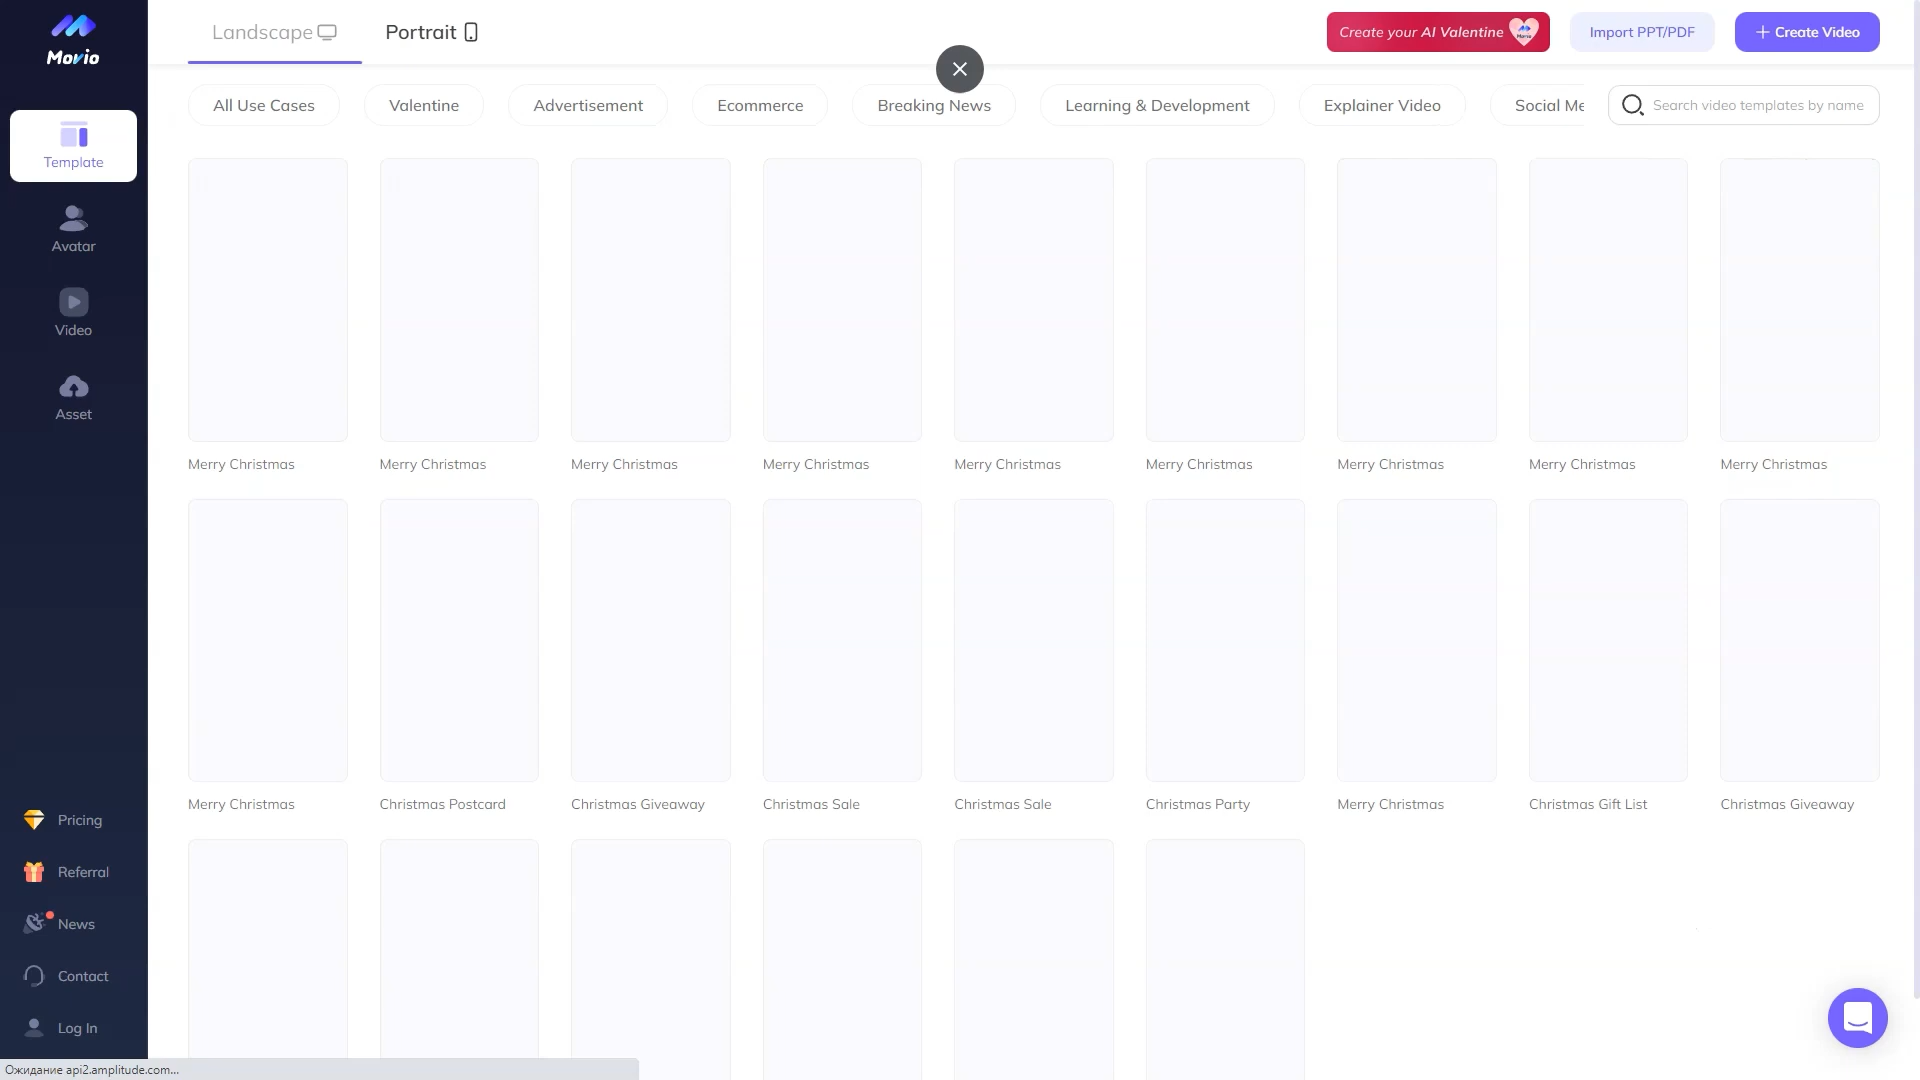 Movio
Landscape
Portrait
Create your AI Valentine
Import PPT/PDF
+ Create Video
All Use Cases
Valentine
Advertisement
Ecommerce
Breaking News
Learning & Development
Explainer Video
Social Me
Search video templates by name
Template
Avatar
Video
Asset
Merry Christmas
Merry Christmas
Merry Christmas
Merry Christmas
Merry Christmas
Merry Christmas
Merry Christmas
Merry Christmas
Merry Christmas
Merry Christmas
Christmas Postcard
Christmas Giveaway
Christmas Sale
Christmas Sale
Christmas Party
Merry Christmas
Christmas Gift List
Christmas Giveaway
Pricing
Referral
News
Contact
Log In
Ожидание api2.amplitude.com...